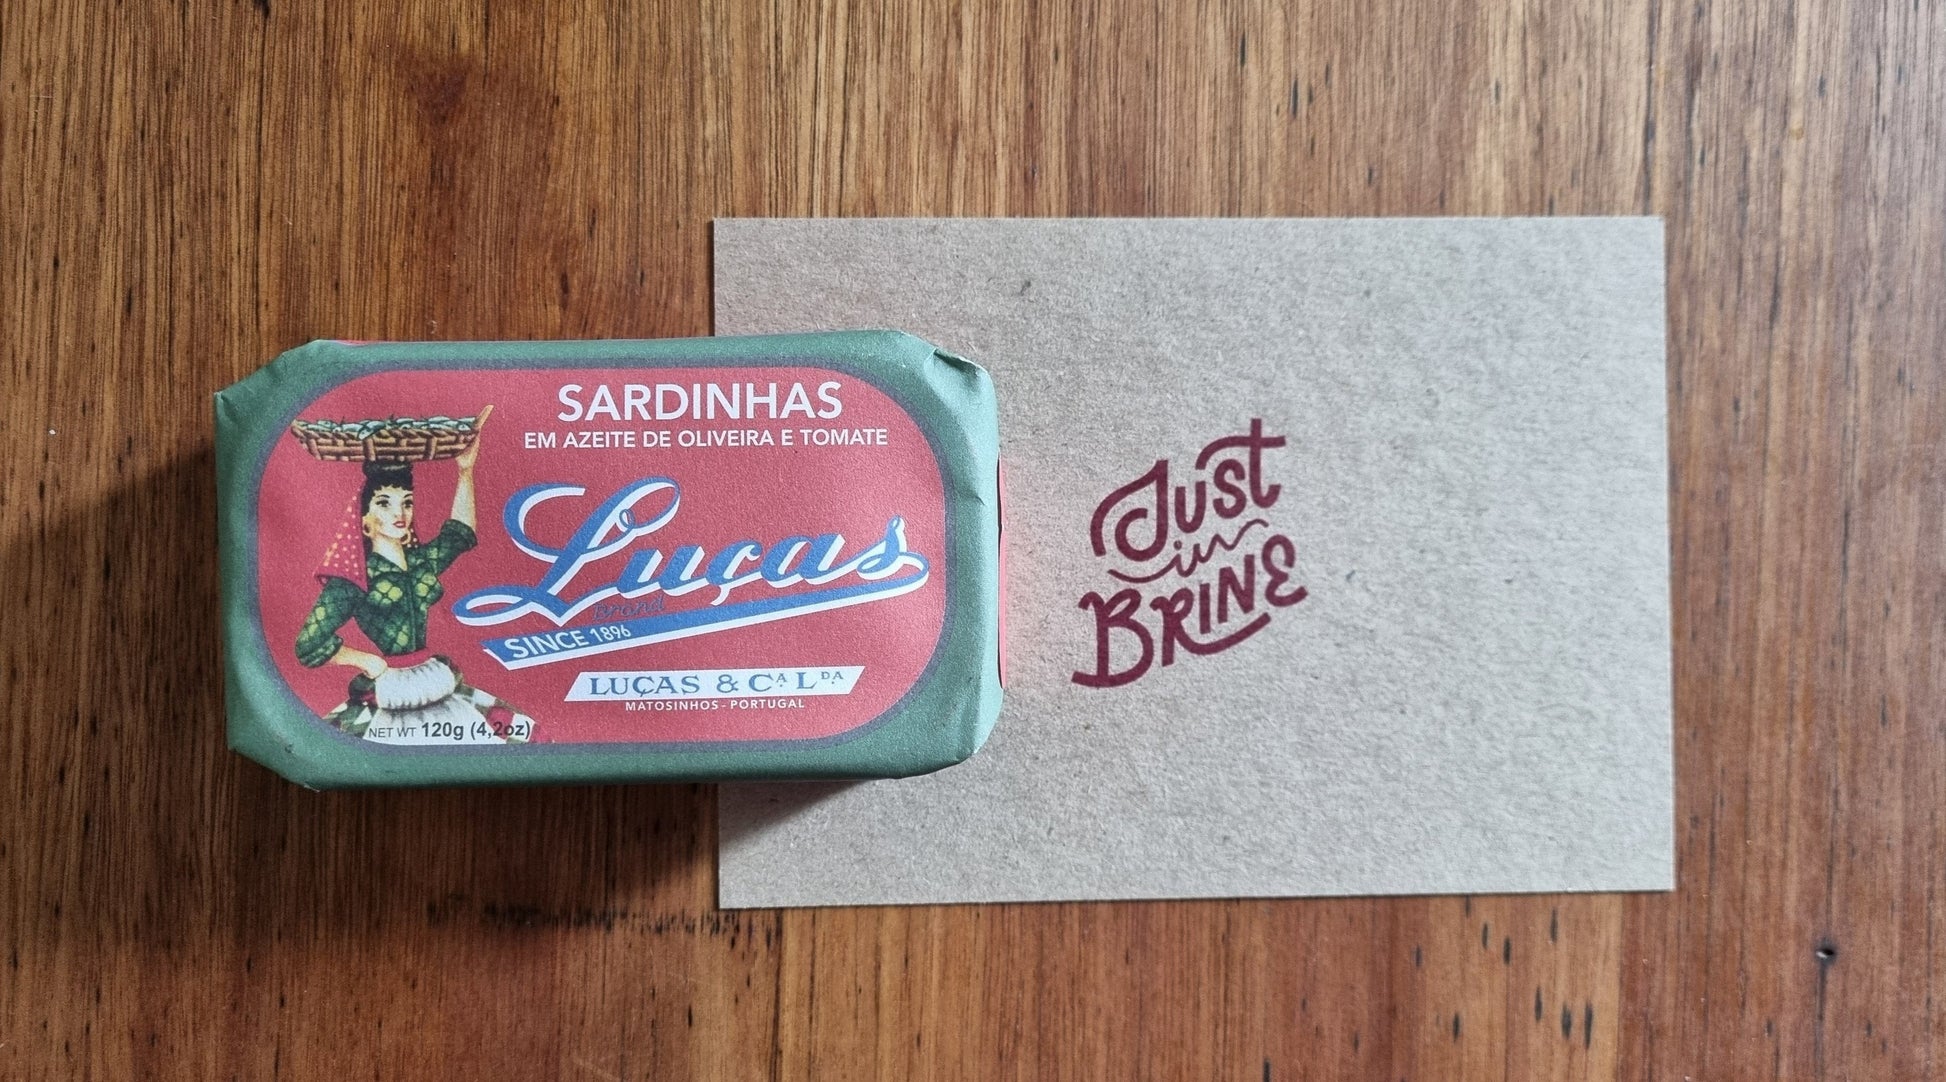 SARDINHAS
EM AZEITE DE OLIVEIRA E TOMATE
Luças
Brand
SINCE 1896
LUÇAS & Cᴬ Lᴰᴬ
MATOSINHOS - PORTUGAL
NET WT 120g (4,2oz)
Just
in
BRINE